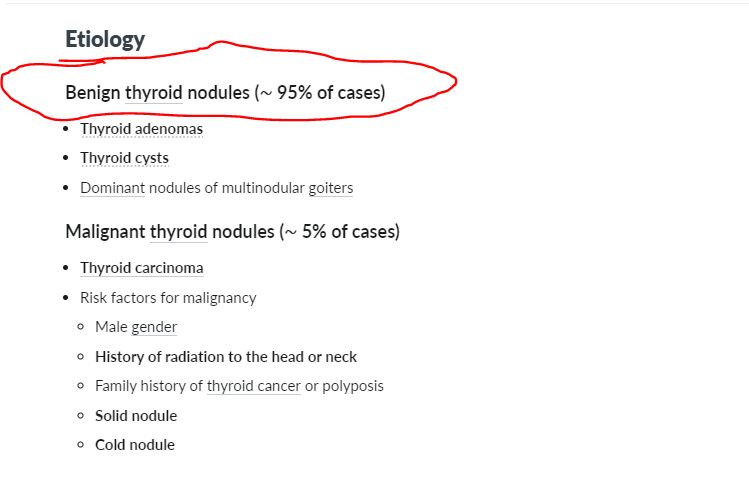 Etiology
Benign thyroid nodules (~ 95% of cases)
Thyroid adenomas
Thyroid cysts
Dominant nodules of multinodular goiters
Malignant thyroid nodules (~ 5% of cases)
Thyroid carcinoma
Risk factors for malignancy
Male gender
History of radiation to the head or neck
Family history of thyroid cancer or polyposis
Solid nodule
Cold nodule